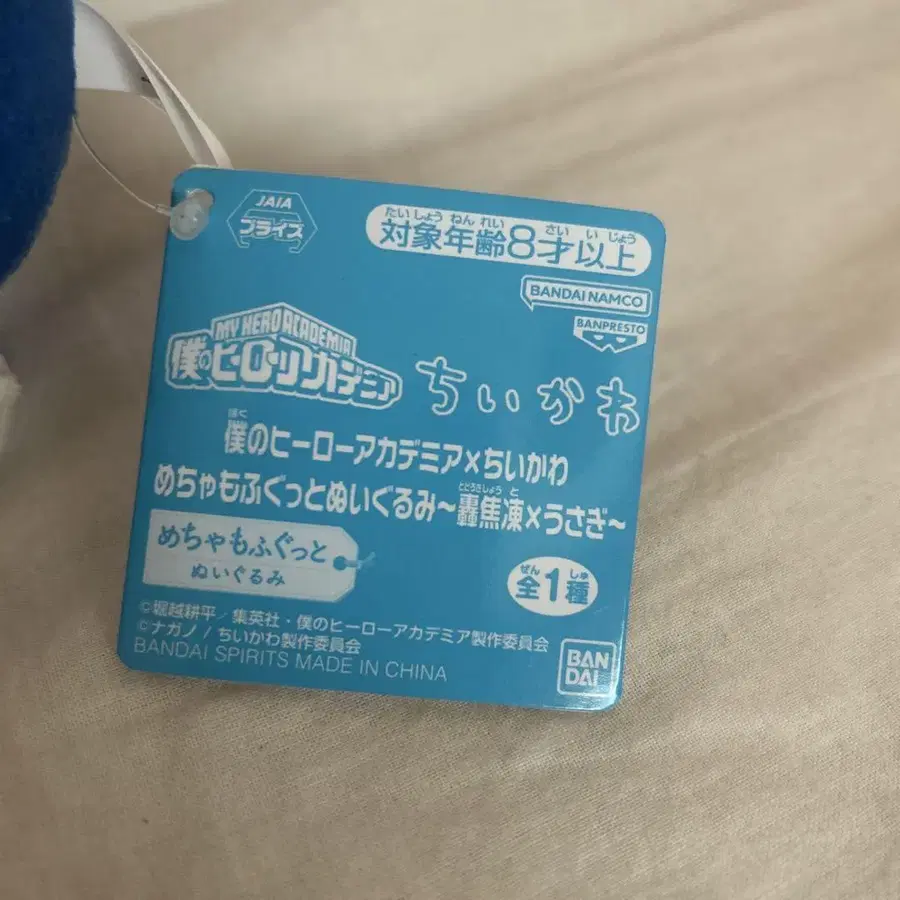 JAIA
プライズ
たいしょうねんれい さいいじょう
対象年齢8才以上
BANDAI NAMCO
BANPRESTO
MY HERO ACADEMIA
僕のヒーローアカデミア
ちいかわ
ぼく
僕のヒーローアカデミア×ちいかわ
とどろきしょうと
めちゃもふぐっとぬいぐるみ~轟焦凍×うさぎ~
めちゃもふぐっと
ぬいぐるみ
ぜん しゅ
全1種
©堀越耕平/集英社・僕のヒーローアカデミア製作委員会
©ナガノ/ちいかわ製作委員会
BANDAI SPIRITS MADE IN CHINA
BAN
DAI